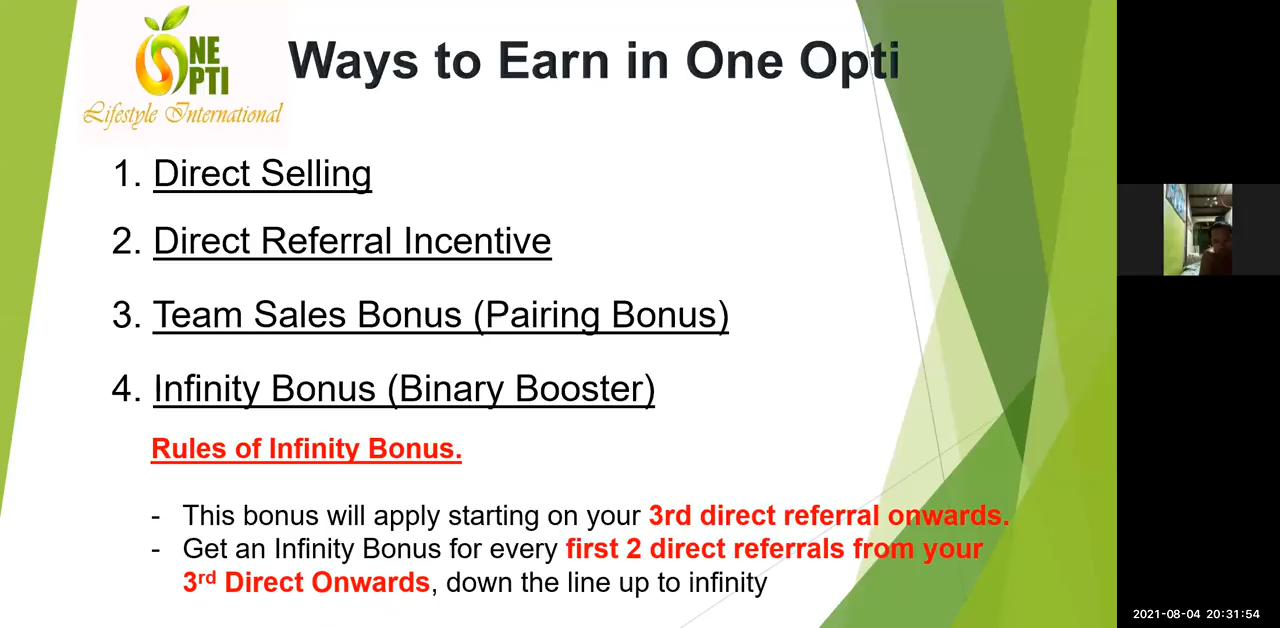 NE
OPTI
Lifestyle International
Ways to Earn in One Opti
1. Direct Selling
2. Direct Referral Incentive
3. Team Sales Bonus (Pairing Bonus)
4. Infinity Bonus (Binary Booster)
Rules of Infinity Bonus.
- This bonus will apply starting on your 3rd direct referral onwards.
- Get an Infinity Bonus for every first 2 direct referrals from your
3rd Direct Onwards, down the line up to infinity
2021-08-04 20:31:54